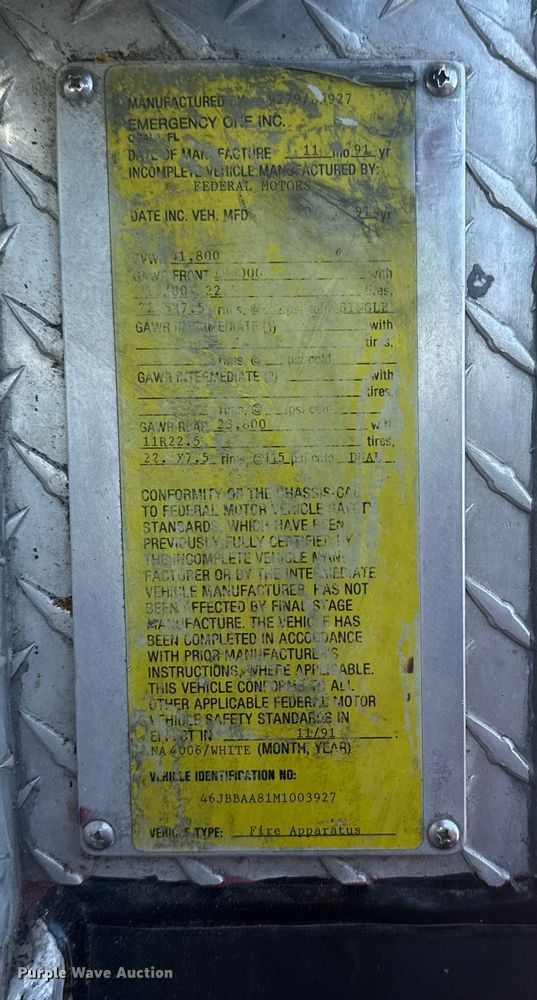 MANUFACTURED BY
EMERGENCY ONE INC.
DATE OF MANUFACTURE 11 mo 91 yr
INCOMPLETE VEHICLE MANUFACTURED BY:
FEDERAL MOTORS
DATE INC. VEH. MFD 91 yr
GVWR 41,800
GAWR FRONT with
22 tires,
rims, @ psi cold SINGLE
GAWR INTERMEDIATE (1) with
tires,
rims, @ psi cold
GAWR INTERMEDIATE (2) with
tires,
rims, @ psi cold
GAWR REAR with
11R22.5 tires,
22. X7.5 rims @115 psi cold DUAL
CONFORMITY OF THE CHASSIS-CAB
TO FEDERAL MOTOR VEHICLE SAFETY
STANDARDS, WHICH HAVE BEEN
PREVIOUSLY FULLY CERTIFIED BY
THE INCOMPLETE VEHICLE MANU-
FACTURER OR BY THE INTERMEDIATE
VEHICLE MANUFACTURER, HAS NOT
BEEN AFFECTED BY FINAL STAGE
MANUFACTURE. THE VEHICLE HAS
BEEN COMPLETED IN ACCORDANCE
WITH PRIOR MANUFACTURER'S
INSTRUCTIONS, WHERE APPLICABLE.
THIS VEHICLE CONFORMS TO ALL
OTHER APPLICABLE FEDERAL MOTOR
VEHICLE SAFETY STANDARDS IN
EFFECT IN 11/91
NA4006/WHITE (MONTH, YEAR)
VEHICLE IDENTIFICATION NO:
46JBBAA81M1003927
VEHICLE TYPE: Fire Apparatus
Purple Wave Auction